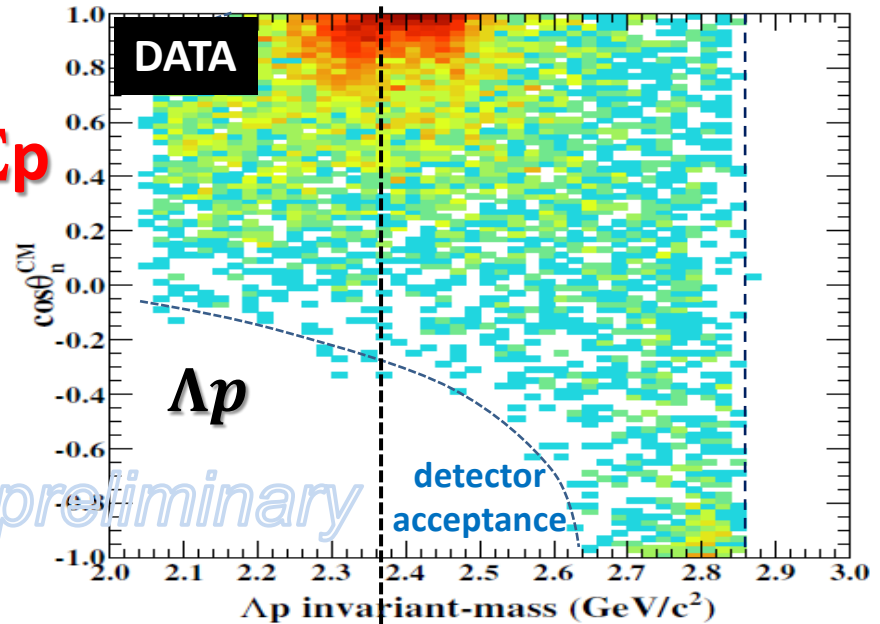 DATA
Λp
detector
acceptance
preliminary
1.0
0.8
0.6
0.4
0.2
0.0
-0.2
-0.4
-0.6
-0.8
-1.0
cosθ_n^CM
2.0 2.1 2.2 2.3 2.4 2.5 2.6 2.7 2.8 2.9 3.0
Λp invariant-mass (GeV/c²)